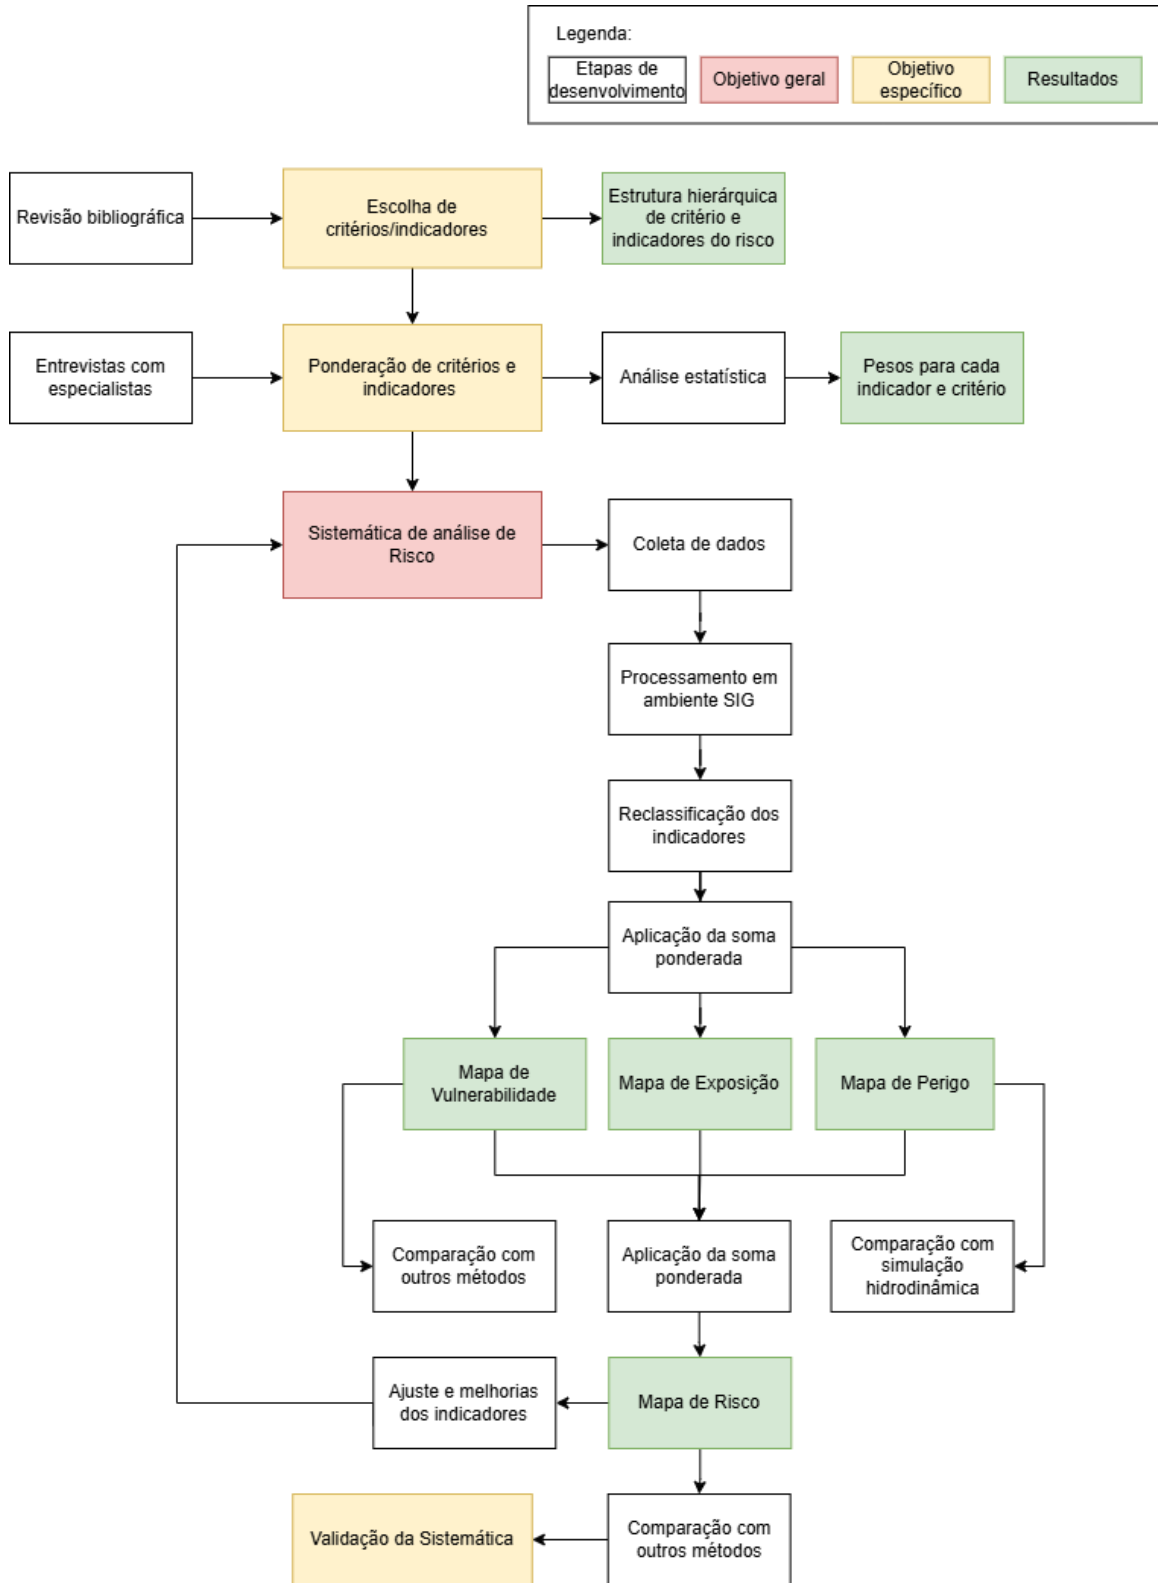 Legenda:
Etapas de
desenvolvimento
Objetivo geral
Objetivo
específico
Resultados
Revisão bibliográfica
Escolha de
critérios/indicadores
Estrutura hierárquica
de critério e
indicadores do risco
Entrevistas com
especialistas
Ponderação de critérios e
indicadores
Análise estatística
Pesos para cada
indicador e critério
Sistemática de análise de
Risco
Coleta de dados
Processamento em
ambiente SIG
Reclassificação dos
indicadores
Aplicação da soma
ponderada
Mapa de
Vulnerabilidade
Mapa de Exposição
Mapa de Perigo
Comparação com
outros métodos
Aplicação da soma
ponderada
Comparação com
simulação
hidrodinâmica
Ajuste e melhorias
dos indicadores
Mapa de Risco
Validação da Sistemática
Comparação com
outros métodos